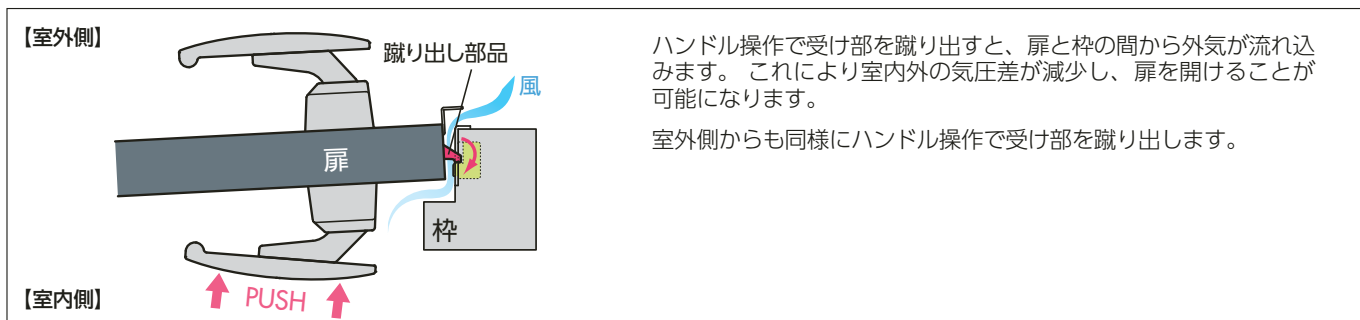 【室外側】
蹴り出し部品
風
扉
枠
【室内側】
PUSH
ハンドル操作で受け部を蹴り出すと、扉と枠の間から外気が流れ込
みます。 これにより室内外の気圧差が減少し、扉を開けることが
可能になります。
室外側からも同様にハンドル操作で受け部を蹴り出します。